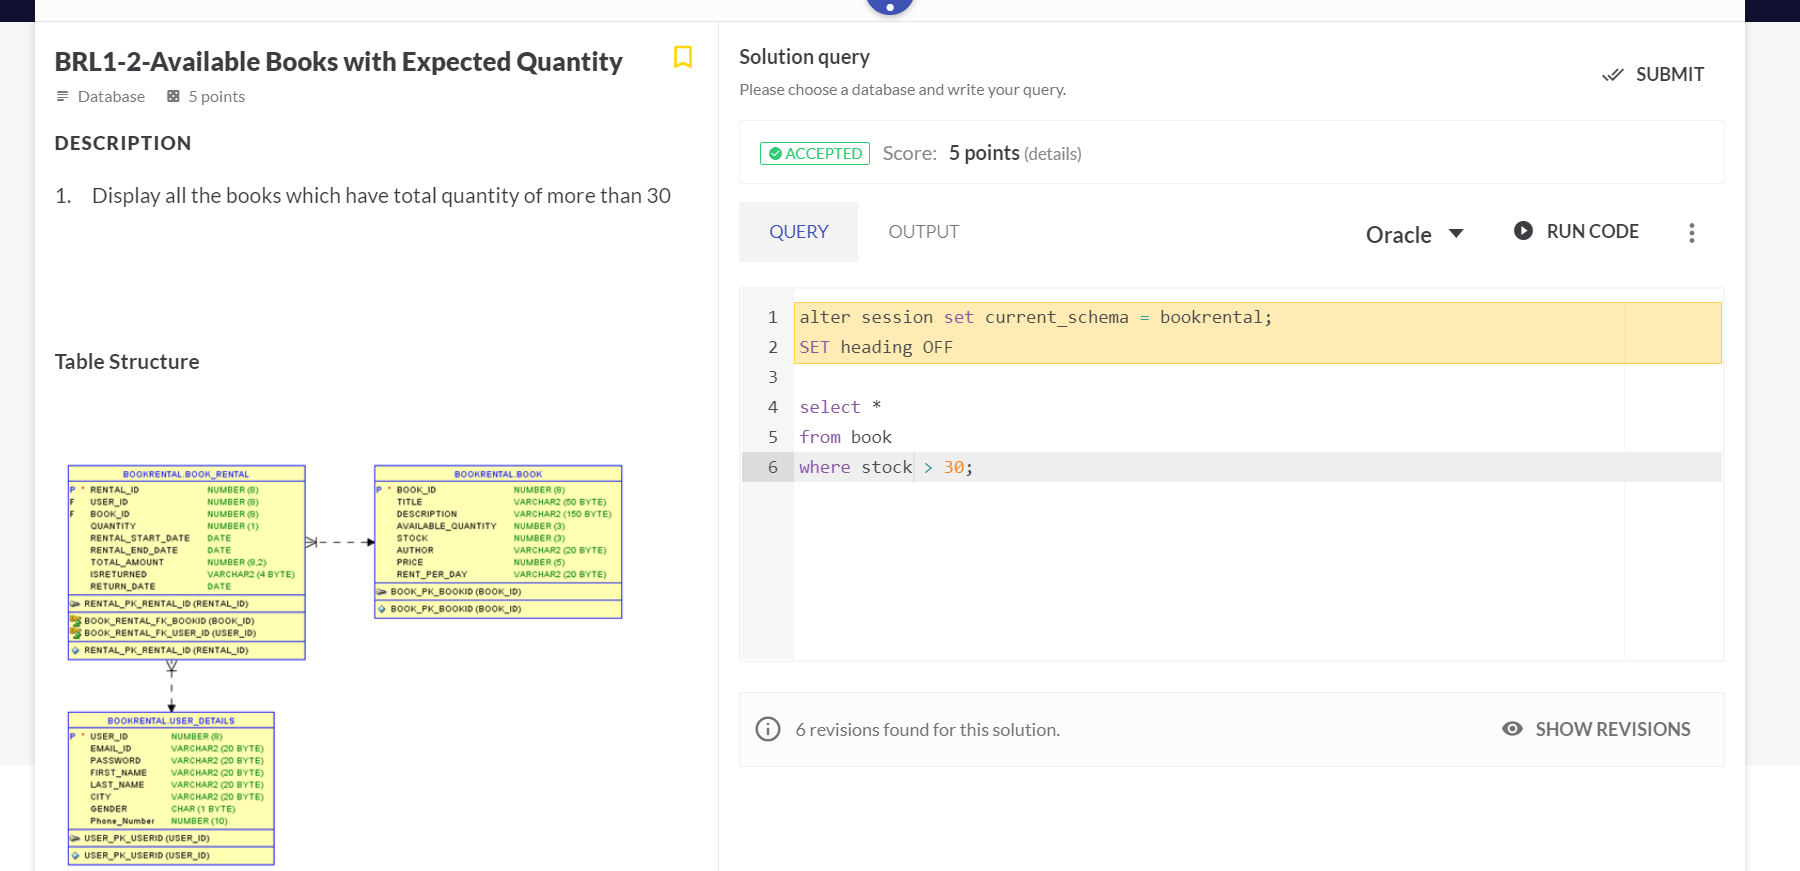 BRL1-2-Available Books with Expected Quantity
Database 5 points
DESCRIPTION
1. Display all the books which have total quantity of more than 30
Table Structure
BOOKRENTAL.BOOK_RENTAL
P * RENTAL_ID NUMBER (8)
F USER_ID NUMBER (8)
F BOOK_ID NUMBER (8)
QUANTITY NUMBER (1)
RENTAL_START_DATE DATE
RENTAL_END_DATE DATE
TOTAL_AMOUNT NUMBER (8,2)
ISRETURNED VARCHAR2 (4 BYTE)
RETURN_DATE DATE
RENTAL_PK_RENTAL_ID (RENTAL_ID)
BOOK_RENTAL_FK_BOOKID (BOOK_ID)
BOOK_RENTAL_FK_USER_ID (USER_ID)
RENTAL_PK_RENTAL_ID (RENTAL_ID)
BOOKRENTAL.BOOK
P * BOOK_ID NUMBER (8)
TITLE VARCHAR2 (50 BYTE)
DESCRIPTION VARCHAR2 (150 BYTE)
AVAILABLE_QUANTITY NUMBER (3)
STOCK NUMBER (3)
AUTHOR VARCHAR2 (20 BYTE)
PRICE NUMBER (5)
RENT_PER_DAY VARCHAR2 (20 BYTE)
BOOK_PK_BOOKID (BOOK_ID)
BOOK_PK_BOOKID (BOOK_ID)
BOOKRENTAL.USER_DETAILS
P * USER_ID NUMBER (8)
EMAIL_ID VARCHAR2 (20 BYTE)
PASSWORD VARCHAR2 (20 BYTE)
FIRST_NAME VARCHAR2 (20 BYTE)
LAST_NAME VARCHAR2 (20 BYTE)
CITY VARCHAR2 (20 BYTE)
GENDER CHAR (1 BYTE)
Phone_Number NUMBER (10)
USER_PK_USERID (USER_ID)
USER_PK_USERID (USER_ID)
Solution query
Please choose a database and write your query.
SUBMIT
ACCEPTED Score: 5 points (details)
QUERY OUTPUT Oracle RUN CODE
1 alter session set current_schema = bookrental;
2 SET heading OFF
3
4 select *
5 from book
6 where stock > 30;
6 revisions found for this solution. SHOW REVISIONS